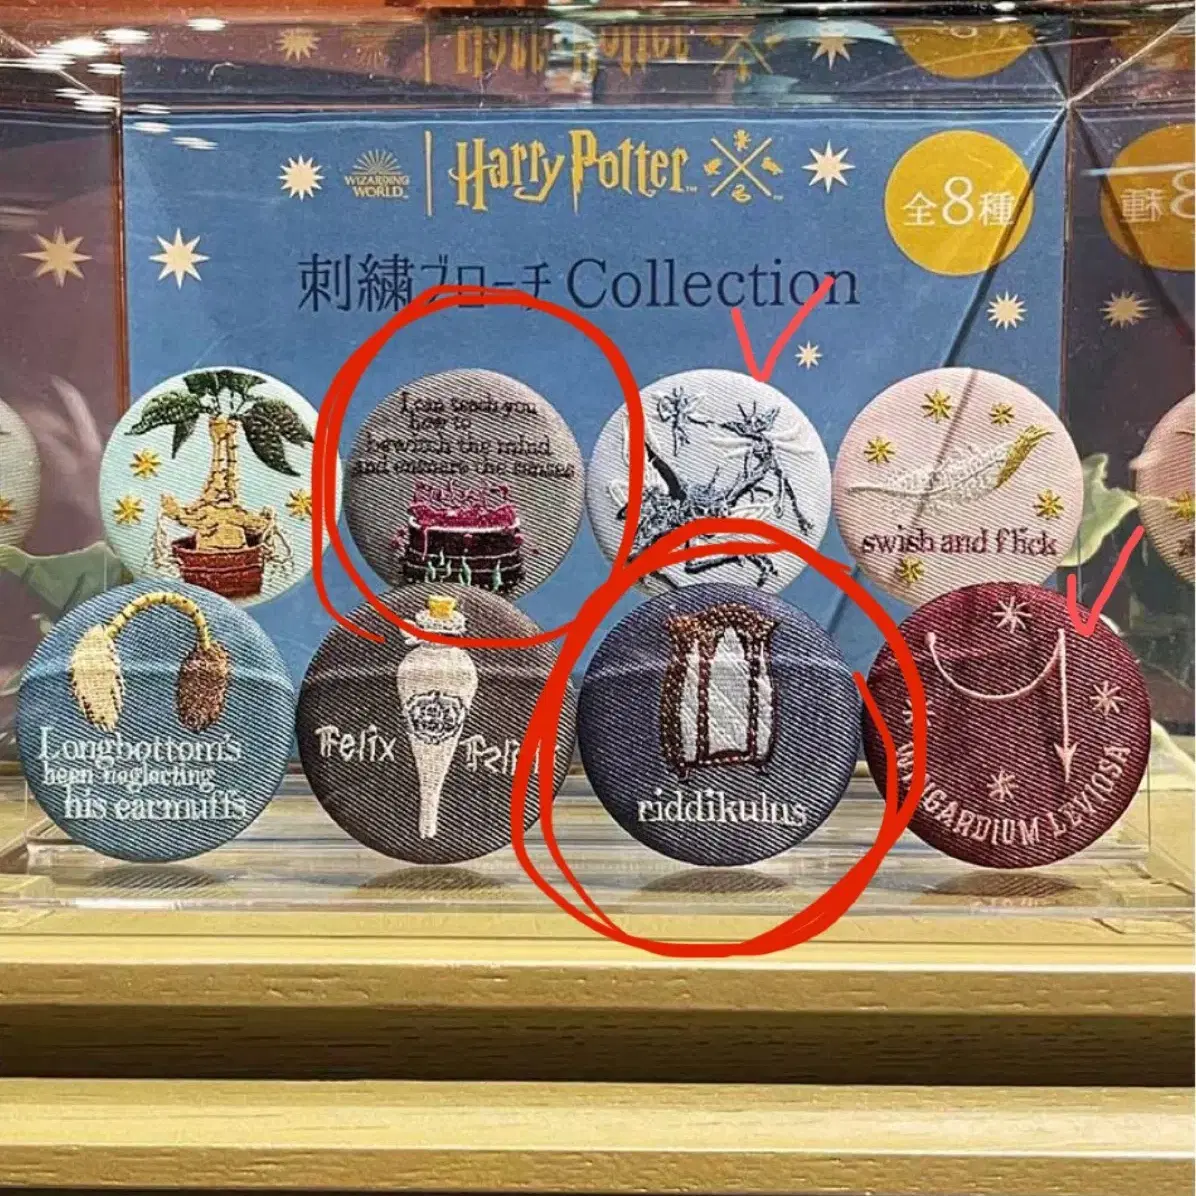 WIZARDING
WORLD
Harry Potter
全8種
刺繍ブローチ Collection
I can teach you
how to
bewitch the mind
and ensnare the senses
swish and flick
Longbottom's
been neglecting
his earmuffs
Felix
riddikulus
WINGARDIUM LEVIOSA